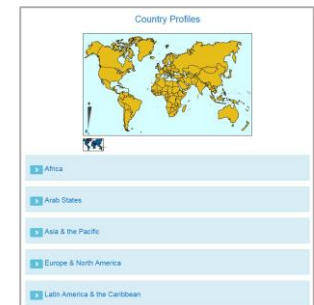 Country Profiles
Africa
Arab States
Asia & the Pacific
Europe & North America
Latin America & the Caribbean